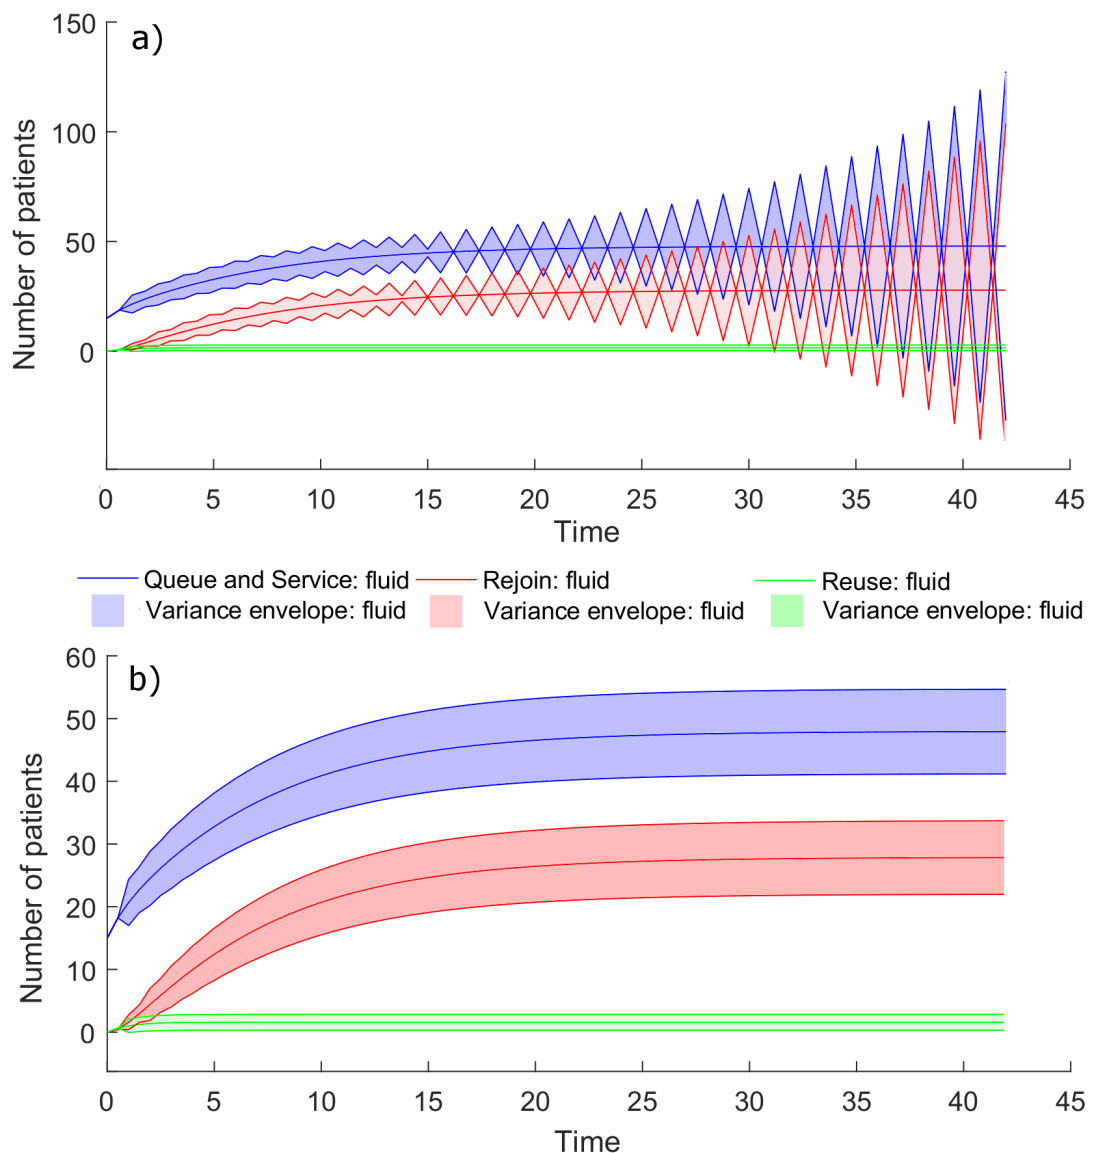 a)
150
100
50
0
Number of patients
0 5 10 15 20 25 30 35 40 45
Time
Queue and Service: fluid Rejoin: fluid Reuse: fluid
Variance envelope: fluid Variance envelope: fluid Variance envelope: fluid
b)
60
50
40
30
20
10
0
Number of patients
0 5 10 15 20 25 30 35 40 45
Time